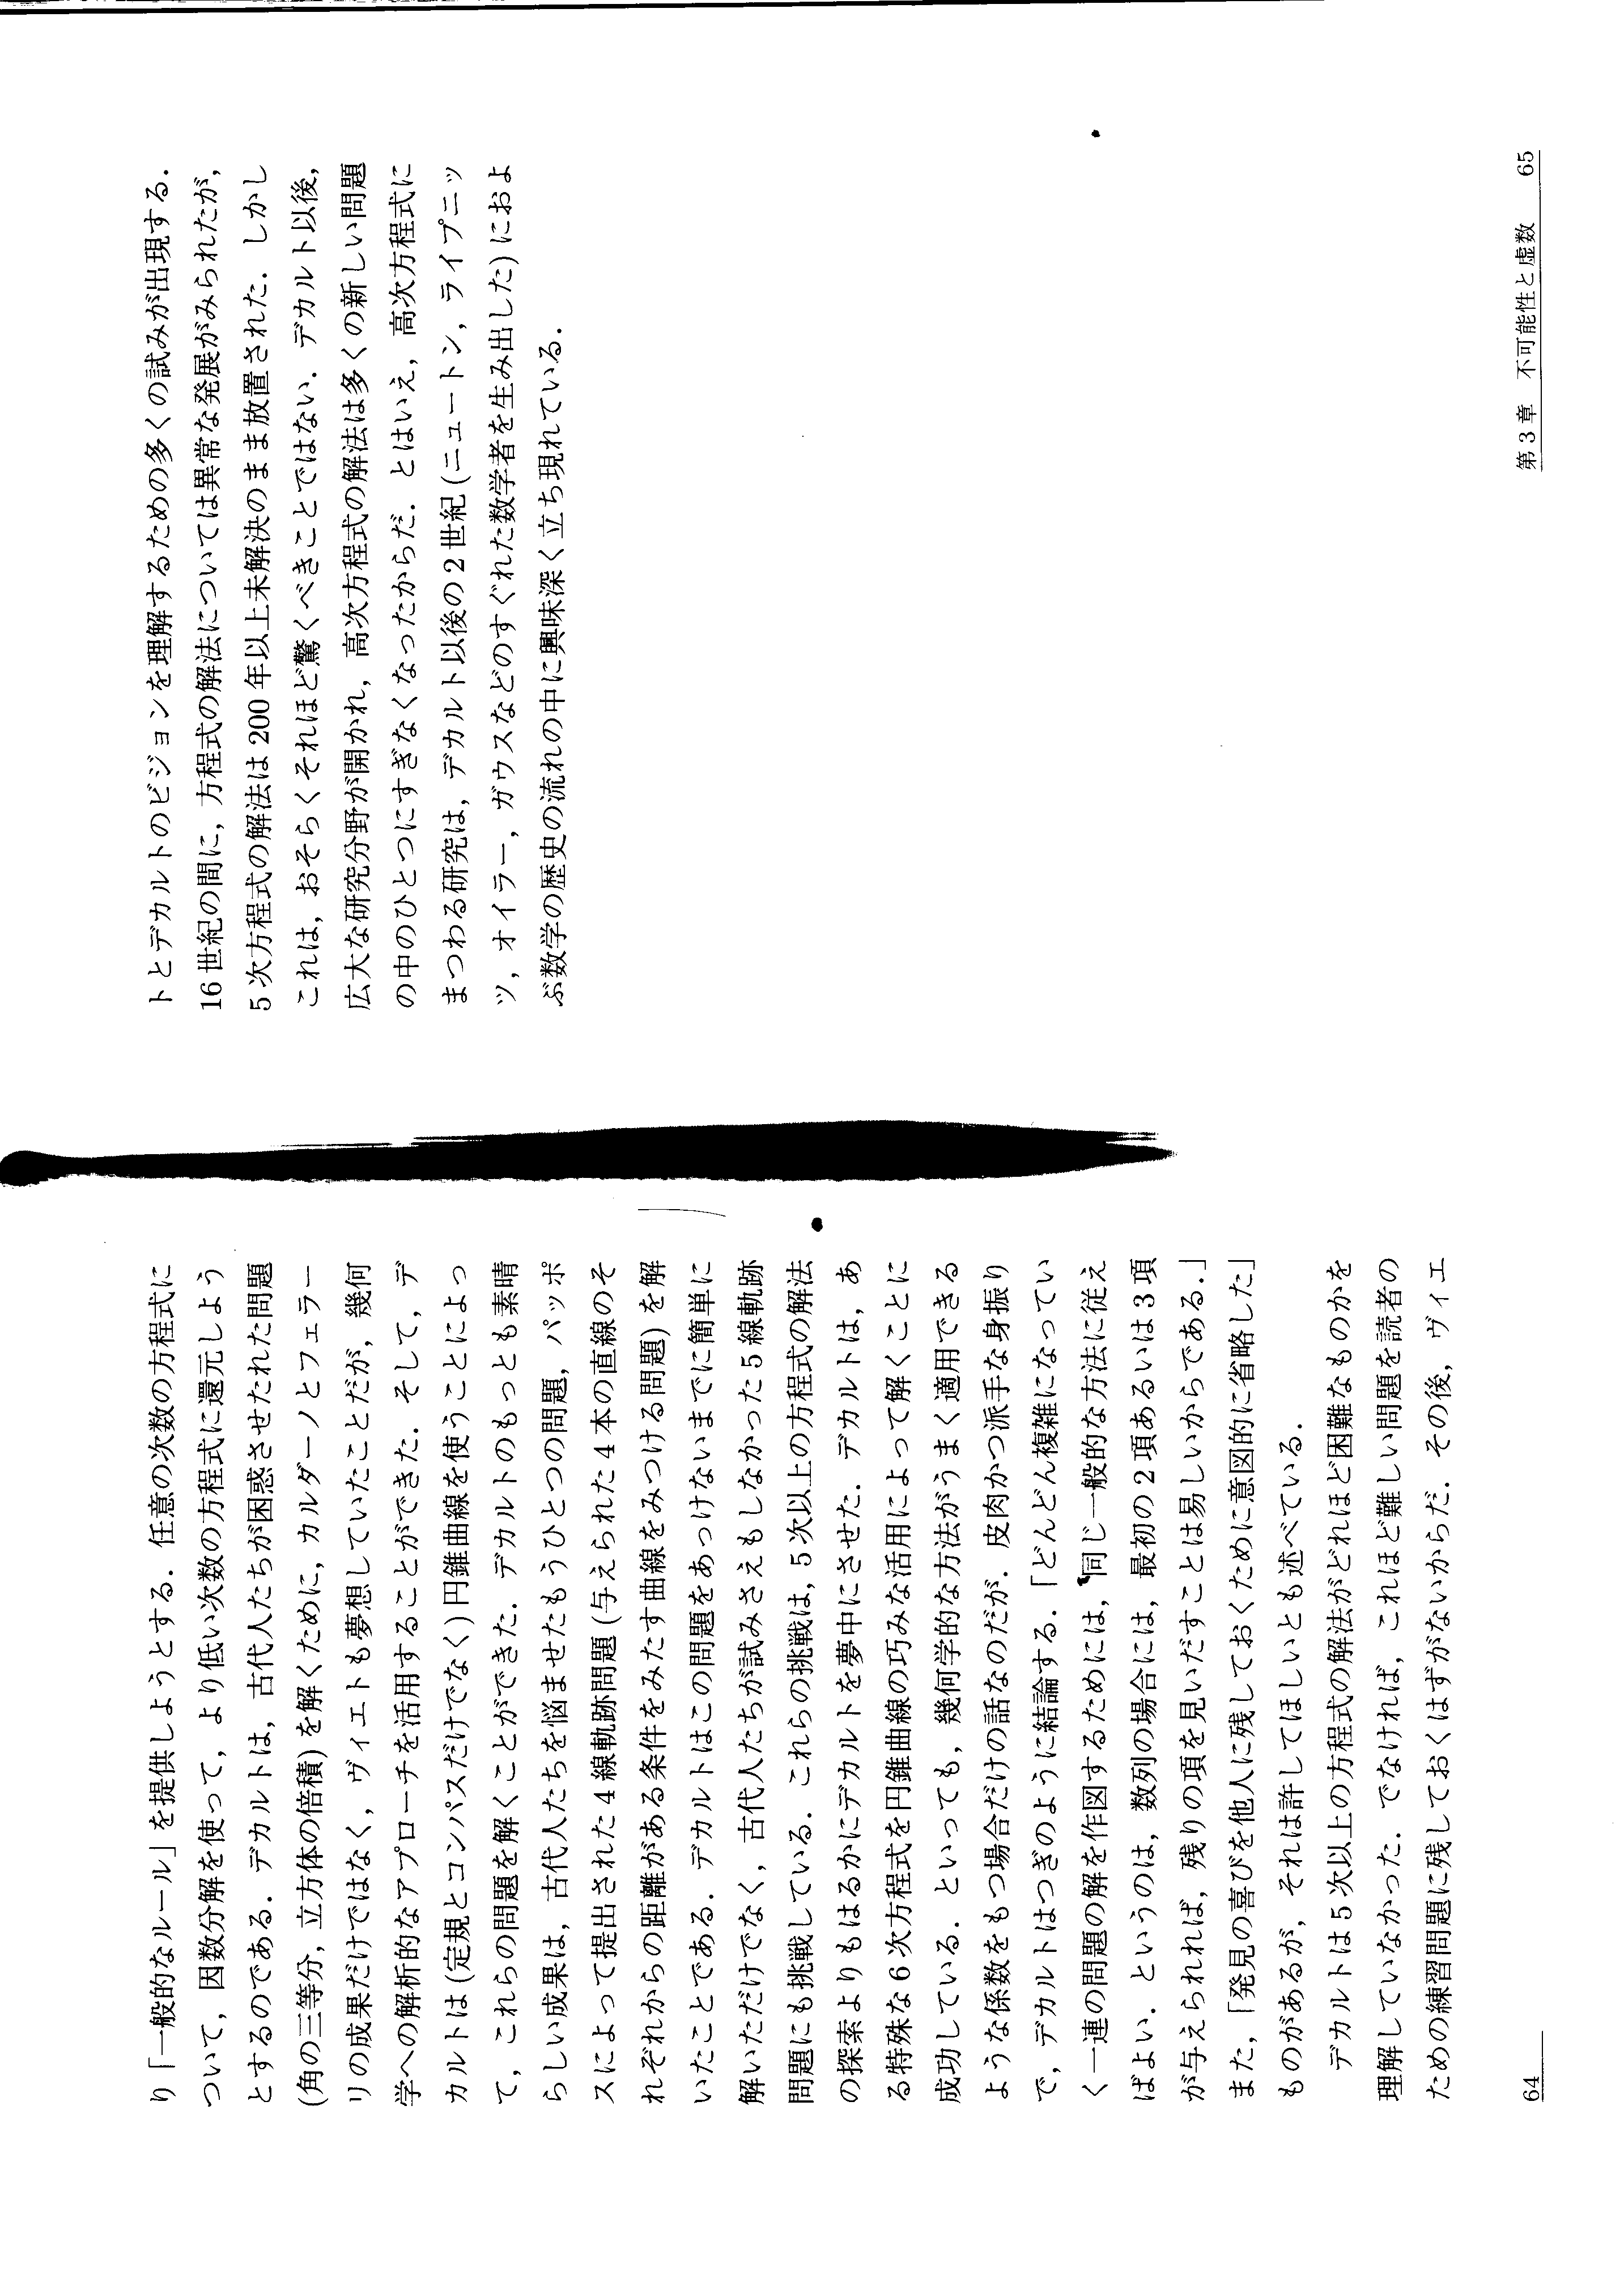 り「一般的なルール」を提供しようとする．任意の次数の方程式に
ついて，因数分解を使って，より低い次数の方程式に還元しよう
とするのである．デカルトは，古代人たちが困惑させたれた問題
(角の三等分，立方体の倍積)を解くために，カルダーノとフェラー
リの成果だけではなく，ヴィエトも夢想していたことだが，幾何
学への解析的なアプローチを活用することができた．そして，デ
カルトは(定規とコンパスだけでなく)円錐曲線を使うことによっ
て，これらの問題を解くことができた．デカルトのもっとも素晴
らしい成果は，古代人たちを悩ませたもうひとつの問題，パッポ
スによって提出された4線軌跡問題(与えられた4本の直線のそ
れぞれからの距離がある条件をみたす曲線をみつける問題)を解
いたことである．デカルトはこの問題をあっけないまでに簡単に
解いただけでなく，古代人たちが試みさえもしなかった5線軌跡
問題にも挑戦している．これらの挑戦は，5次以上の方程式の解法
の探索よりもはるかにデカルトを夢中にさせた．デカルトは，あ
る特殊な6次方程式を円錐曲線の巧みな活用によって解くことに
成功している．といっても，幾何学的な方法がうまく適用できる
ような係数をもつ場合だけの話なのだが．皮肉かつ派手な身振り
で，デカルトはつぎのように結論する．「どんどん複雑になってい
く一連の問題の解を作図するためには，同じ一般的な方法に従え
ばよい．というのは，数列の場合には，最初の2項あるいは3項
が与えられれば，残りの項を見いだすことは易しいからである．」
また，「発見の喜びを他人に残しておくために意図的に省略した」
ものがあるが，それは許してほしいとも述べている．
デカルトは5次以上の方程式の解法がどれほど困難なものかを
理解していなかった．でなければ，これほど難しい問題を読者の
ための練習問題に残しておくはずがないからだ．その後，ヴィエ
64
トとデカルトのビジョンを理解するための多くの試みが出現する．
16世紀の間に，方程式の解法については異常な発展がみられたが，
5次方程式の解法は200年以上未解決のまま放置された．しかし
これは，おそらくそれほど驚くべきことではない．デカルト以後，
広大な研究分野が開かれ，高次方程式の解法は多くの新しい問題
の中のひとつにすぎなくなったからだ．とはいえ，高次方程式に
まつわる研究は，デカルト以後の2世紀(ニュートン，ライプニッ
ツ，オイラー，ガウスなどのすぐれた数学者を生み出した)におよ
ぶ数学の歴史の流れの中に興味深く立ち現れている．
第3章 不可能性と虚数 65